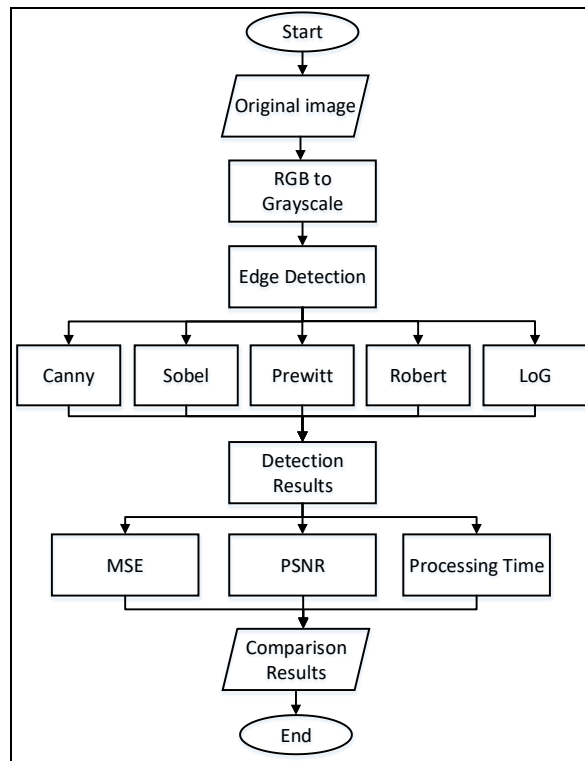 Start
Original image
RGB to
Grayscale
Edge Detection
Canny
Sobel
Prewitt
Robert
LoG
Detection
Results
MSE
PSNR
Processing Time
Comparison
Results
End